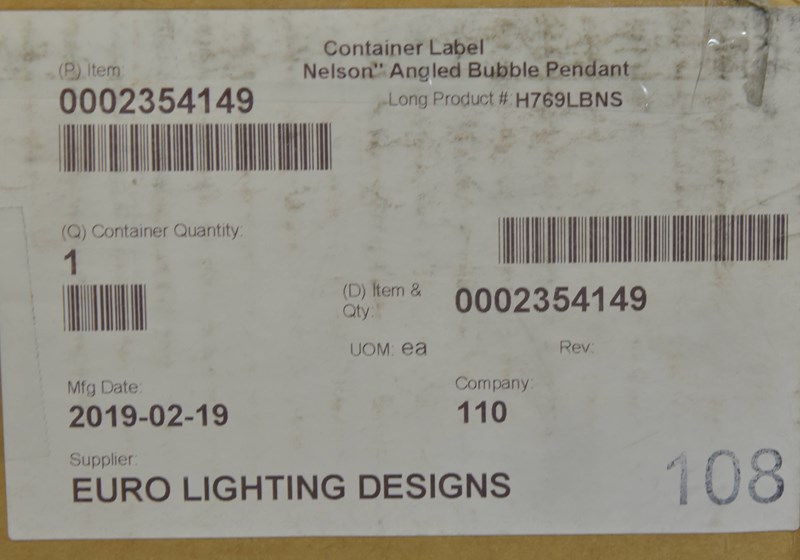 Container Label
Nelson" Angled Bubble Pendant
(P) Item
0002354149
Long Product # H769LBNS
(Q) Container Quantity:
1
(D) Item &
Qty:
0002354149
UOM: ea
Rev:
Mfg Date:
2019-02-19
Company:
110
Supplier:
EURO LIGHTING DESIGNS
108